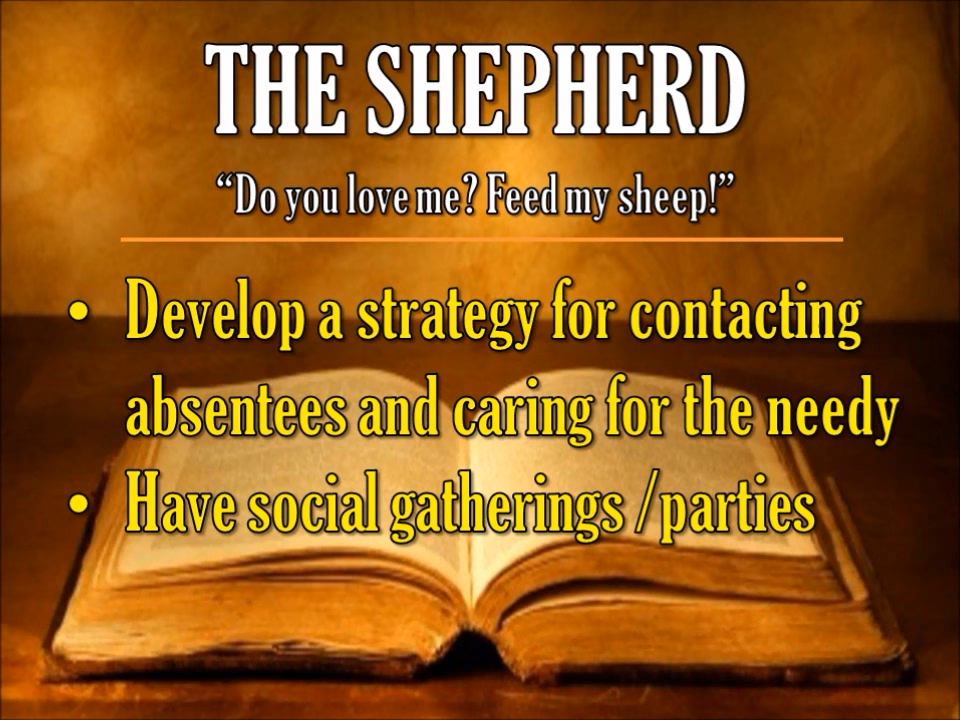 THE SHEPHERD
“Do you love me? Feed my sheep!”
• Develop a strategy for contacting
absentees and caring for the needy
• Have social gatherings /parties